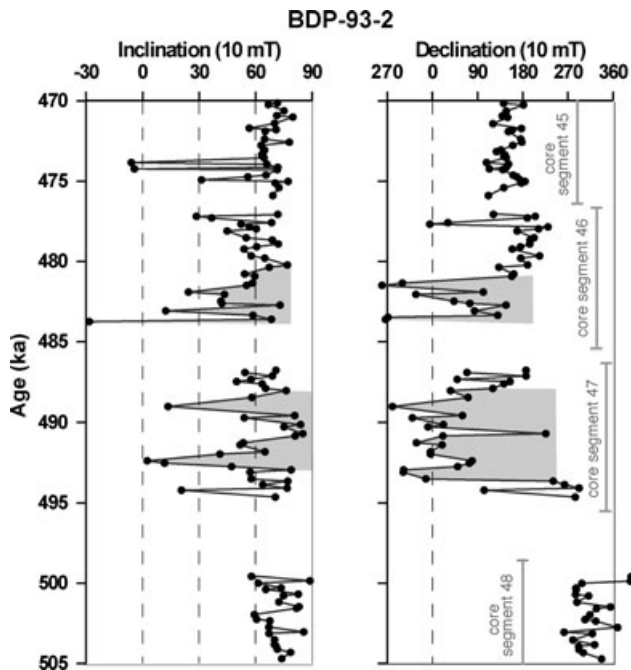 BDP-93-2
Inclination (10 mT)
Declination (10 mT)
-30 0 30 60 90
270 0 90 180 270 360
Age (ka)
470
475
480
485
490
495
500
505
core segment 45
core segment 46
core segment 47
core segment 48